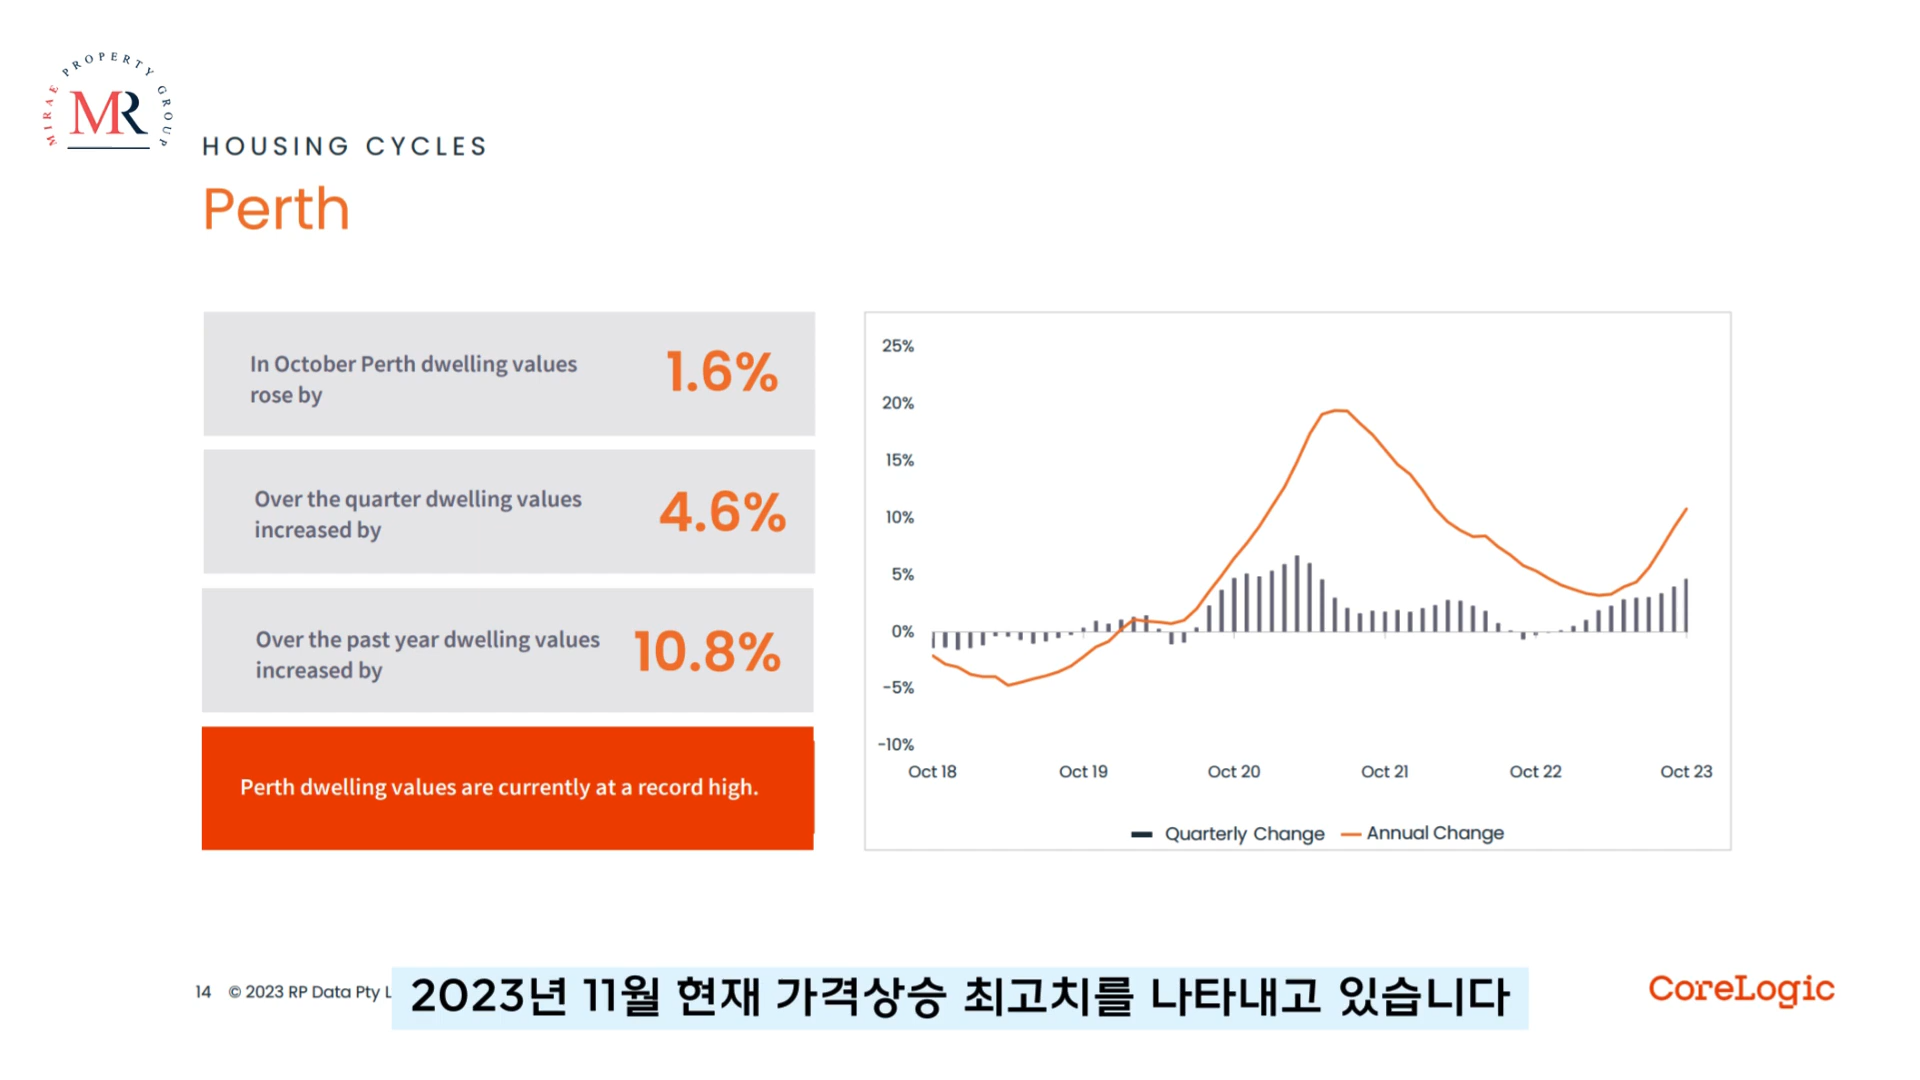 MIRAE PROPERTY GROUP
MR
HOUSING CYCLES
Perth
In October Perth dwelling values
rose by
1.6%
Over the quarter dwelling values
increased by
4.6%
Over the past year dwelling values
increased by
10.8%
Perth dwelling values are currently at a record high.
25%
20%
15%
10%
5%
0%
-5%
-10%
Oct 18 Oct 19 Oct 20 Oct 21 Oct 22 Oct 23
Quarterly Change Annual Change
14 © 2023 RP Data Pty L
2023년 11월 현재 가격상승 최고치를 나타내고 있습니다
CoreLogic